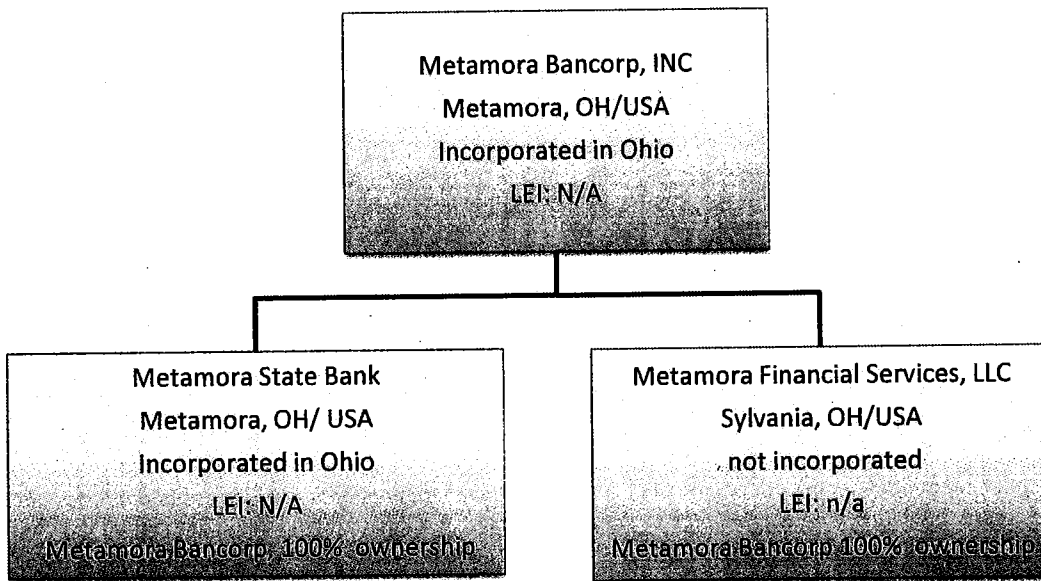 Metamora Bancorp, INC
Metamora, OH/USA
Incorporated in Ohio
LEI: N/A
Metamora State Bank
Metamora, OH/ USA
Incorporated in Ohio
LEI: N/A
Metamora Bancorp, 100% ownership
Metamora Financial Services, LLC
Sylvania, OH/USA
not incorporated
LEI: n/a
Metamora Bancorp 100% ownership